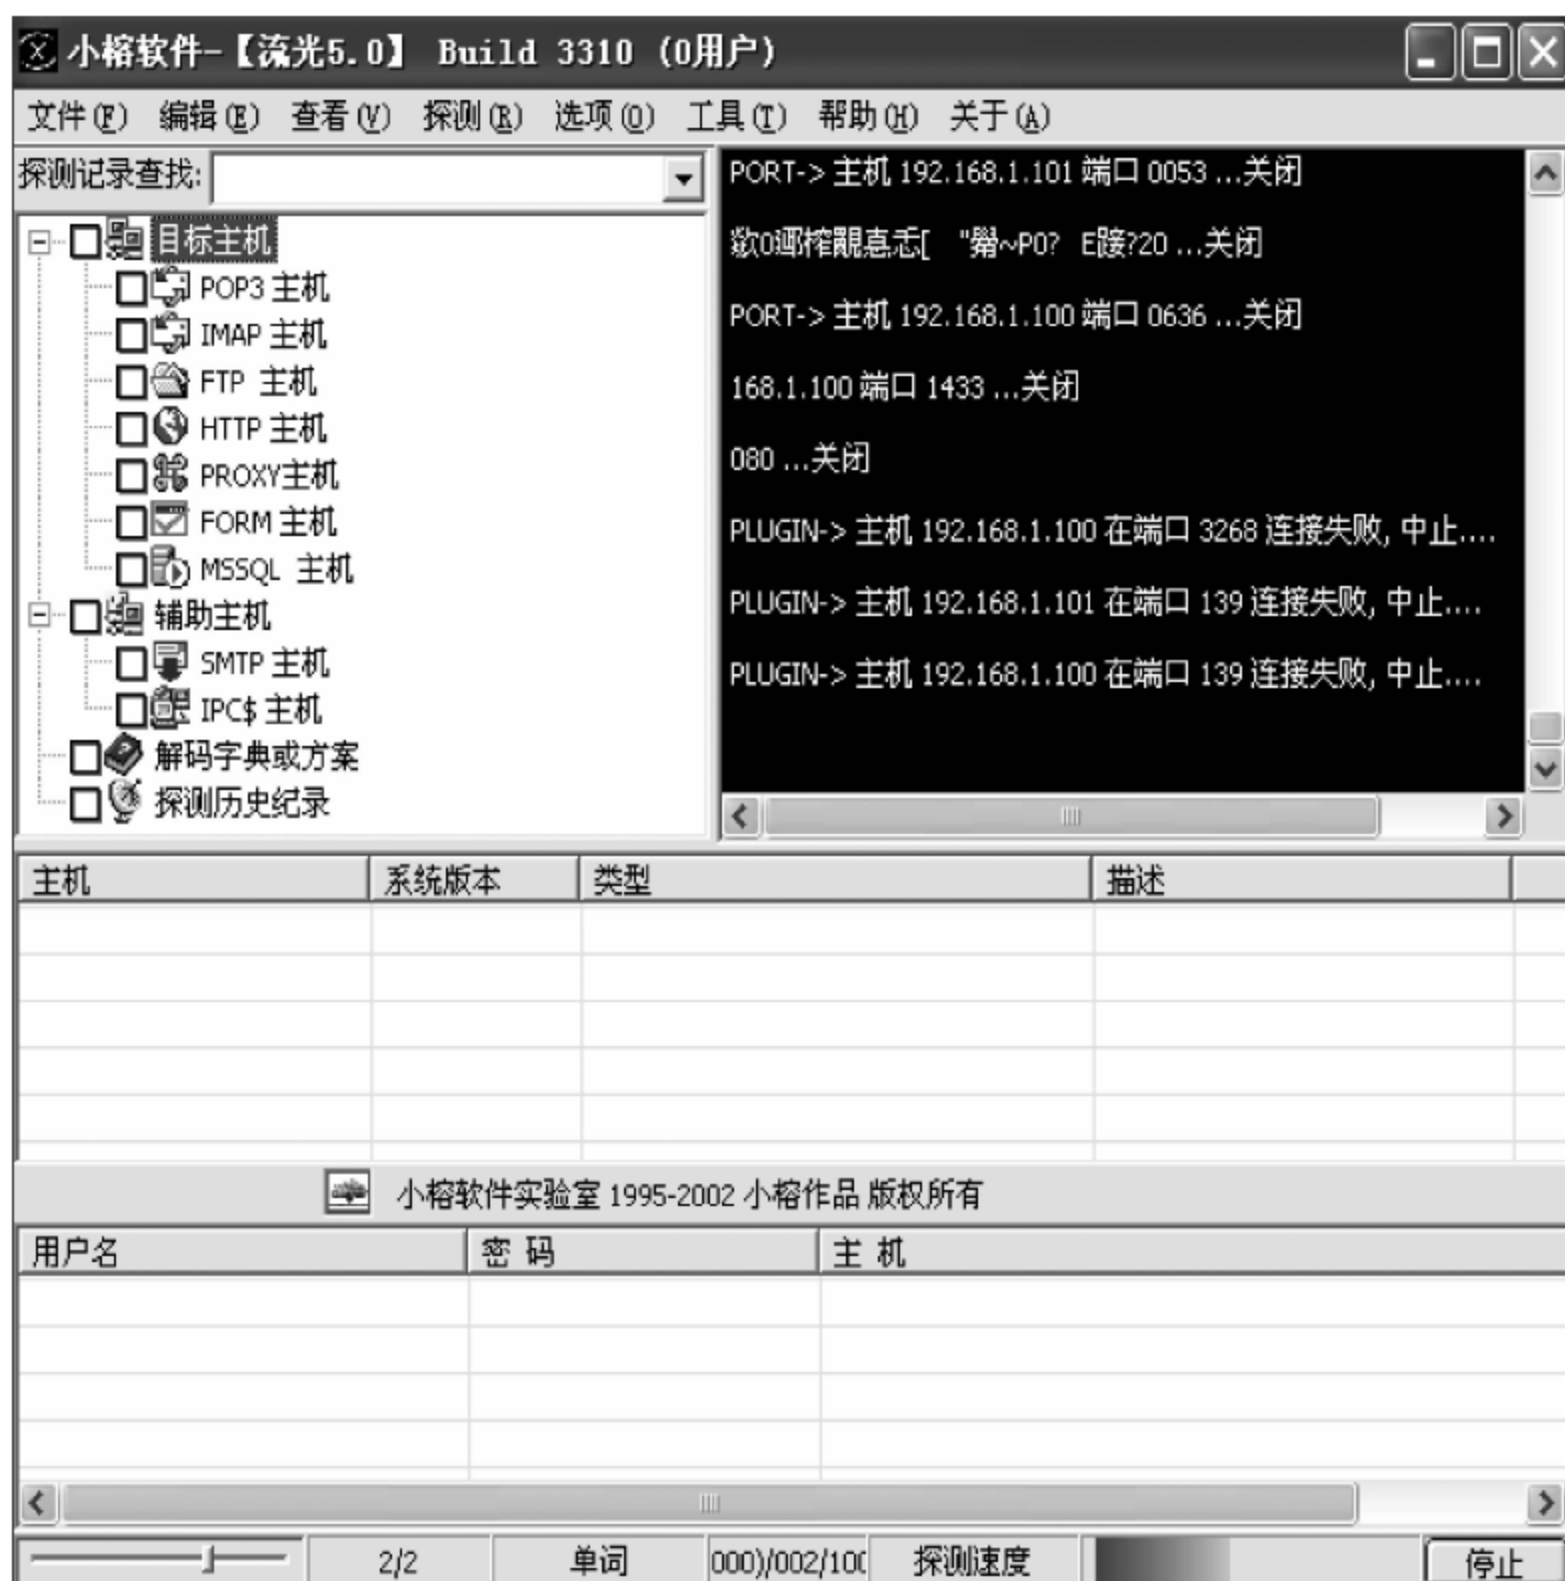 小榕软件-【流光5.0】 Build 3310 (0用户)
文件(F) 编辑(E) 查看(V) 探测(R) 选项(O) 工具(T) 帮助(H) 关于(A)
探测记录查找:
目标主机
POP3 主机
IMAP 主机
FTP 主机
HTTP 主机
PROXY主机
FORM 主机
MSSQL 主机
辅助主机
SMTP 主机
IPC$ 主机
解码字典或方案
探测历史纪录
PORT-> 主机 192.168.1.101 端口 0053 ...关闭
"~P0? E?20 ...关闭
PORT-> 主机 192.168.1.100 端口 0636 ...关闭
168.1.100 端口 1433 ...关闭
080 ...关闭
PLUGIN-> 主机 192.168.1.100 在端口 3268 连接失败, 中止....
PLUGIN-> 主机 192.168.1.101 在端口 139 连接失败, 中止....
PLUGIN-> 主机 192.168.1.100 在端口 139 连接失败, 中止....
主机 系统版本 类型 描述
小榕软件实验室 1995-2002 小榕作品 版权所有
用户名 密 码 主 机
2/2 单词 000)/002/100 探测速度 停止